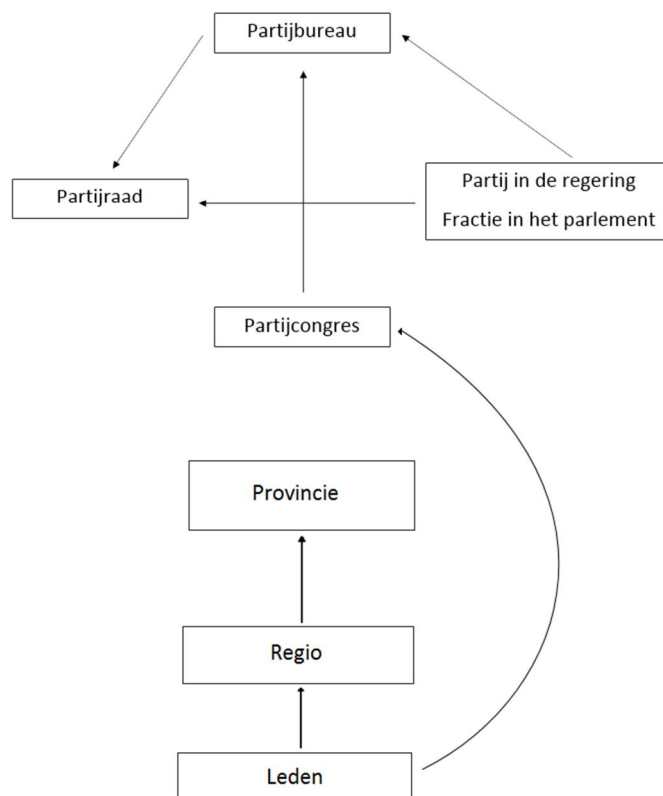 Partijbureau
Partijraad
Partij in de regering
Fractie in het parlement
Partijcongres
Provincie
Regio
Leden